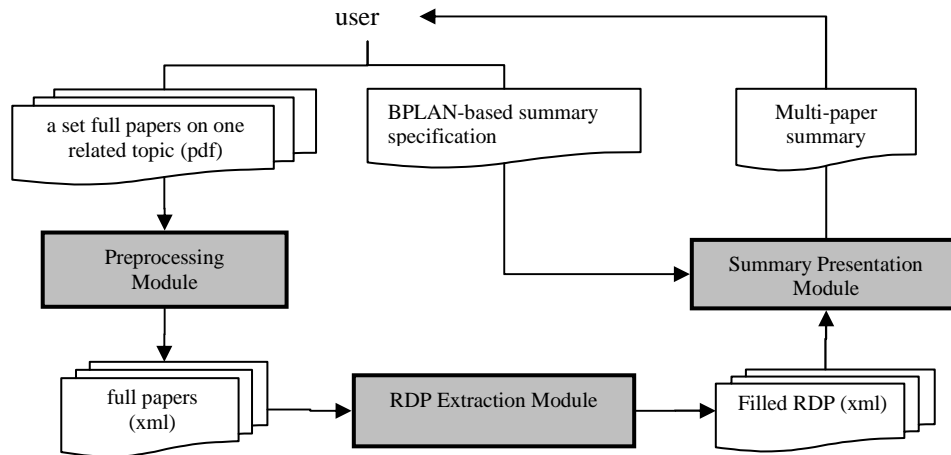 user
a set full papers on one
related topic (pdf)
BPLAN-based summary
specification
Multi-paper
summary
Preprocessing
Module
Summary Presentation
Module
full papers
(xml)
RDP Extraction Module
Filled RDP (xml)